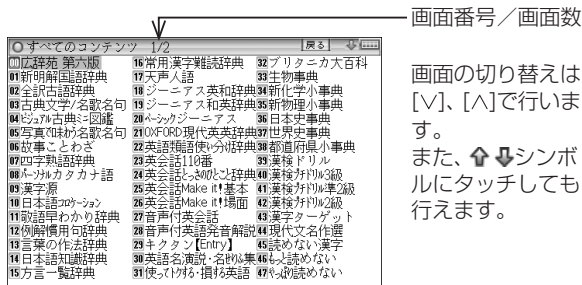 画面番号／画面数
すべてのコンテンツ 1/2 戻る
00広辞苑 第六版
01新明解国語辞典
02全訳古語辞典
03古典文学/名歌名句
04ビジュアル古典ミニ図鑑
05写真で味わう名歌名句
06故事ことわざ
07四字熟語辞典
08パーソナルカタカナ語
09漢字源
10日本語コロケーション
11敬語早わかり辞典
12例解慣用句辞典
13言葉の作法辞典
14日本語知識辞典
15方言一覧辞典
16常用漢字難読辞典
17天声人語
18ジーニアス英和辞典
19ジーニアス和英辞典
20ベーシックジーニアス
21OXFORD現代英英辞典
22英語類語使い分け辞典
23英会話110番
24英会話とっさのひとこと辞典
25英会話Make it!基本
26英会話Make it!場面
27音声付英会話
28音声付英語発音解説
29キクタン【Entry】
30英語名演説・名せりふ集
31使ってトクする・損する英語
32ブリタニカ大百科
33生物事典
34新化学小事典
35新物理小事典
36日本史事典
37世界史事典
38都道府県小事典
39漢検ドリル
40漢検ナナドリル3級
41漢検ナナドリル準2級
42漢検ナナドリル2級
43漢字ターゲット
44現代文名作選
45読めない漢字
46もっと読めない
47やっぱり読めない
画面の切り替えは
[∨]、[∧]で行いま
す。
また、⇧⇩シンボ
ルにタッチしても
行えます。